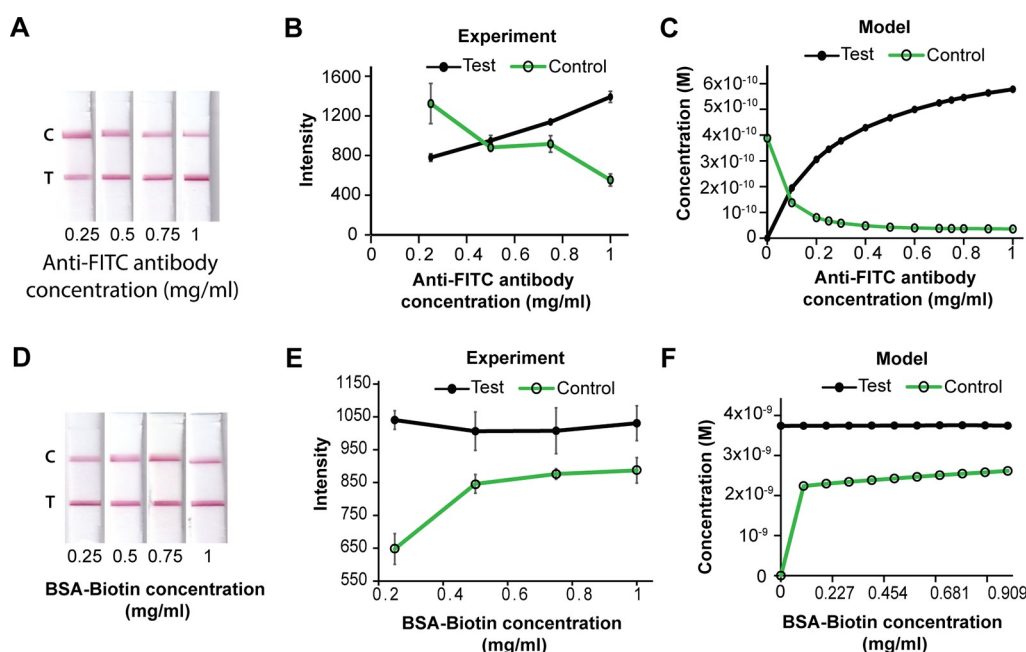 A
C
T
0.25 0.5 0.75 1
Anti-FITC antibody
concentration (mg/ml)
B
Experiment
Test Control
1600
1200
800
400
0
Intensity
0 0.2 0.4 0.6 0.8 1
Anti-FITC antibody
concentration (mg/ml)
C
Model
Test Control
6x10-10
5x10-10
4x10-10
3x10-10
2x10-10
10-10
0
Concentration (M)
0 0.2 0.4 0.6 0.8 1
Anti-FITC antibody
concentration (mg/ml)
D
C
T
0.25 0.5 0.75 1
BSA-Biotin concentration
(mg/ml)
E
Experiment
Test Control
1150
1050
950
850
750
650
550
Intensity
0.2 0.4 0.6 0.8 1
BSA-Biotin concentration
(mg/ml)
F
Model
Test Control
4x10-9
3x10-9
2x10-9
10-9
0
Concentration (M)
0 0.227 0.454 0.681 0.909
BSA-Biotin concentration
(mg/ml)